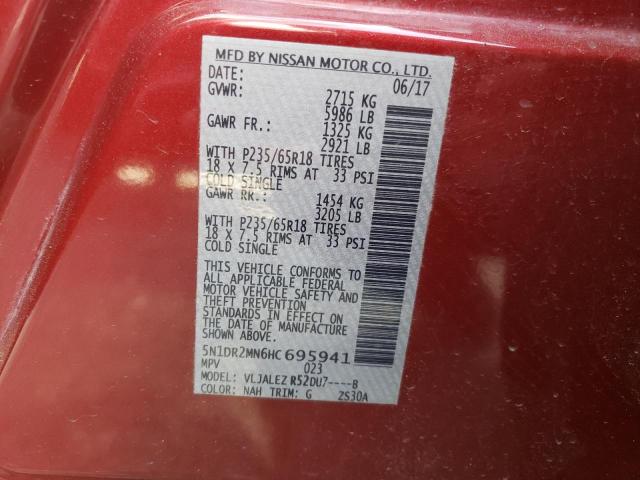 MFD BY NISSAN MOTOR CO., LTD.
DATE: 06/17
GVWR: 2715 KG
5986 LB
GAWR FR.: 1325 KG
2921 LB
WITH P235/65R18 TIRES
18 X 7.5 RIMS AT 33 PSI
COLD SINGLE
GAWR RK.: 1454 KG
3205 LB
WITH P235/65R18 TIRES
18 X 7.5 RIMS AT 33 PSI
COLD SINGLE
THIS VEHICLE CONFORMS TO
ALL APPLICABLE FEDERAL
MOTOR VEHICLE SAFETY AND
THEFT PREVENTION
STANDARDS IN EFFECT ON
THE DATE OF MANUFACTURE
SHOWN ABOVE.
5N1DR2MN6HC695941
MPV 023
MODEL: VLJALEZ R52DU7----B
COLOR: NAH TRIM: G 2S30A